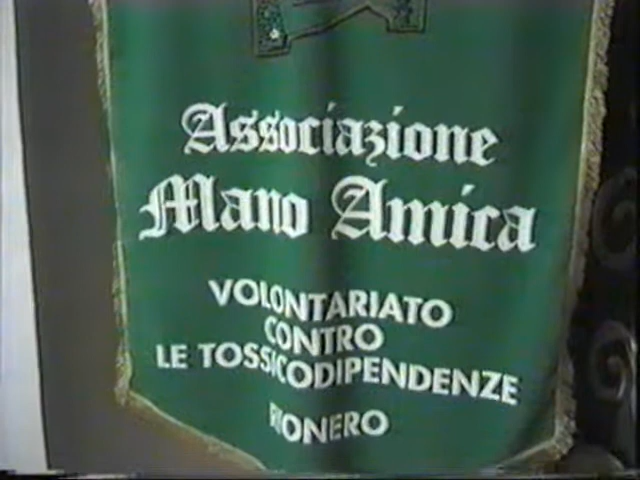 Associazione
Mano Amica
VOLONTARIATO
CONTRO
LE TOSSICODIPENDENZE
RIONERO